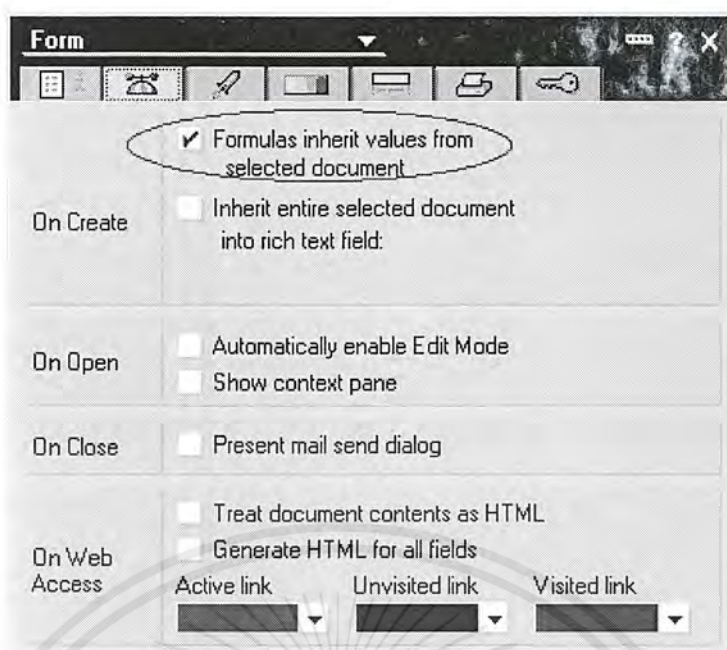 Form
?
On Create
Formulas inherit values from
selected document
Inherit entire selected document
into rich text field:
On Open
Automatically enable Edit Mode
Show context pane
On Close
Present mail send dialog
On Web
Access
Treat document contents as HTML
Generate HTML for all fields
Active link Unvisited link Visited link